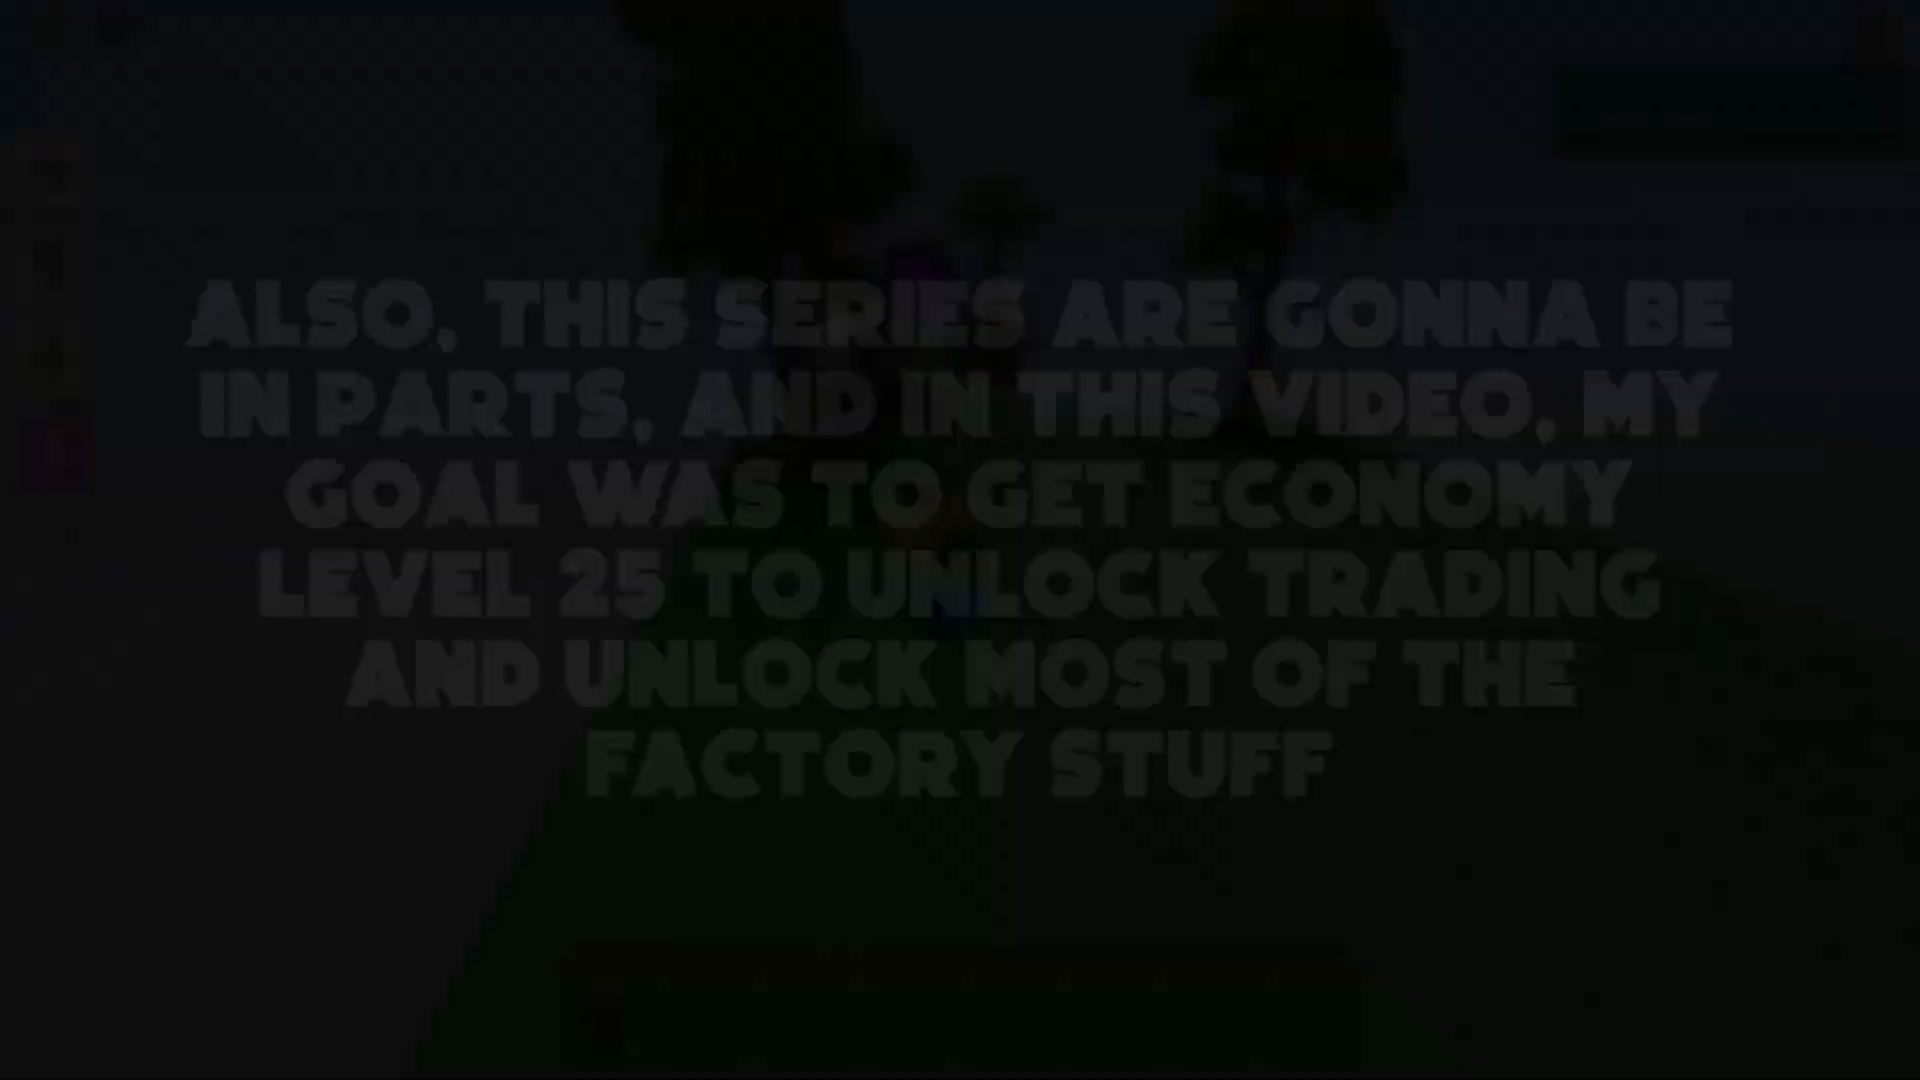 ALSO, THIS SERIES ARE GONNA BE
IN PARTS, AND IN THIS VIDEO, MY
GOAL WAS TO GET ECONOMY
LEVEL 25 TO UNLOCK TRADING
AND UNLOCK MOST OF THE
FACTORY STUFF